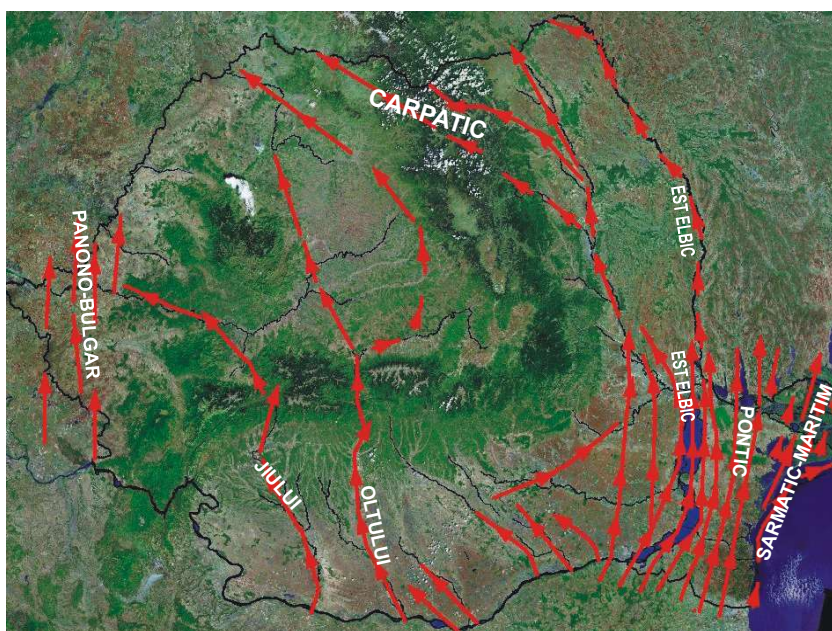 CARPATIC
PANONO-BULGAR
EST ELBIC
EST ELBIC
PONTIC
SARMATIC-MARITIM
JIULUI
OLTULUI